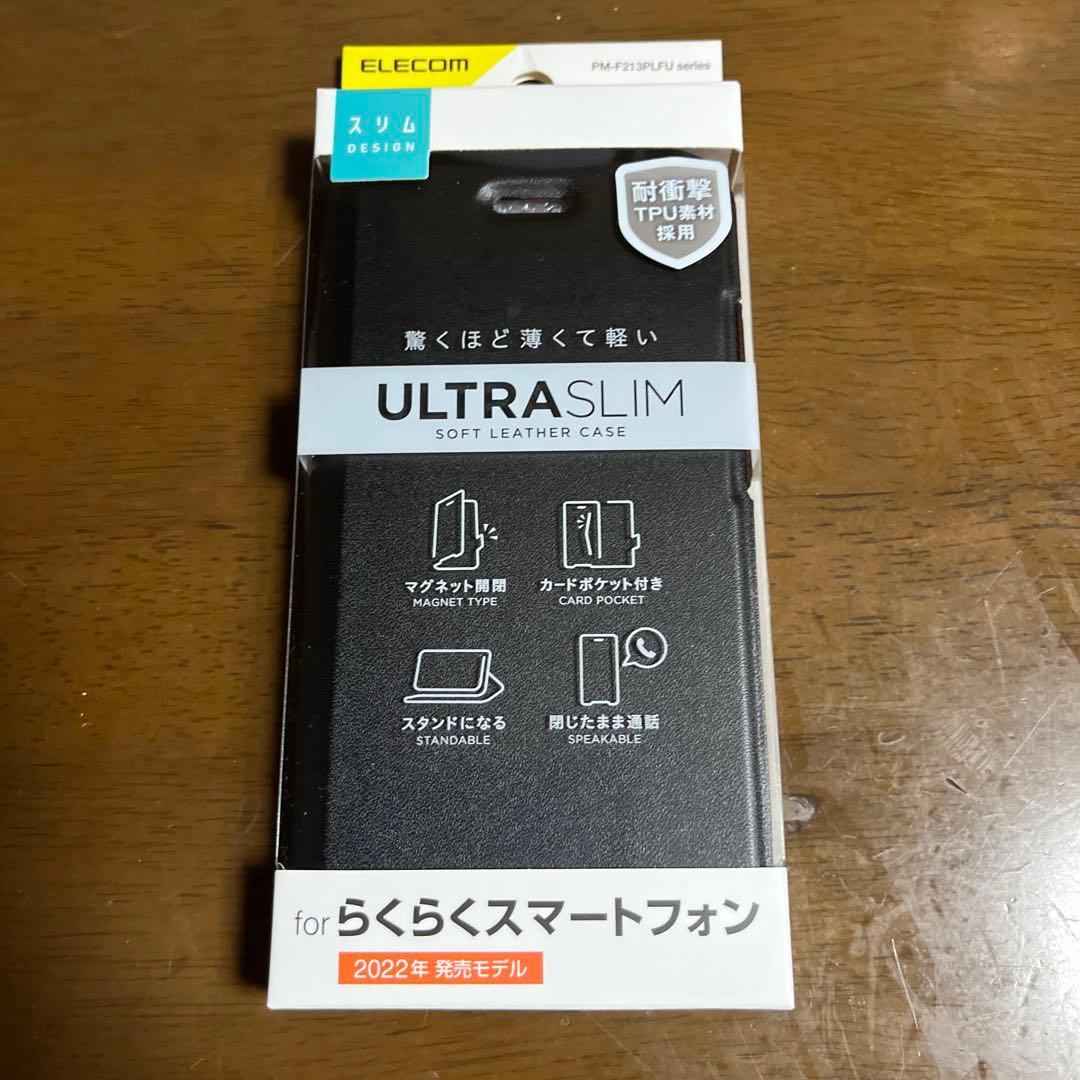 ELECOM
PM-F213PLFU series
スリム
DESIGN
耐衝撃
TPU素材
採用
驚くほど薄くて軽い
ULTRASLIM
SOFT LEATHER CASE
マグネット開閉
MAGNET TYPE
カードポケット付き
CARD POCKET
スタンドになる
STANDABLE
閉じたまま通話
SPEAKABLE
for らくらくスマートフォン
2022年 発売モデル